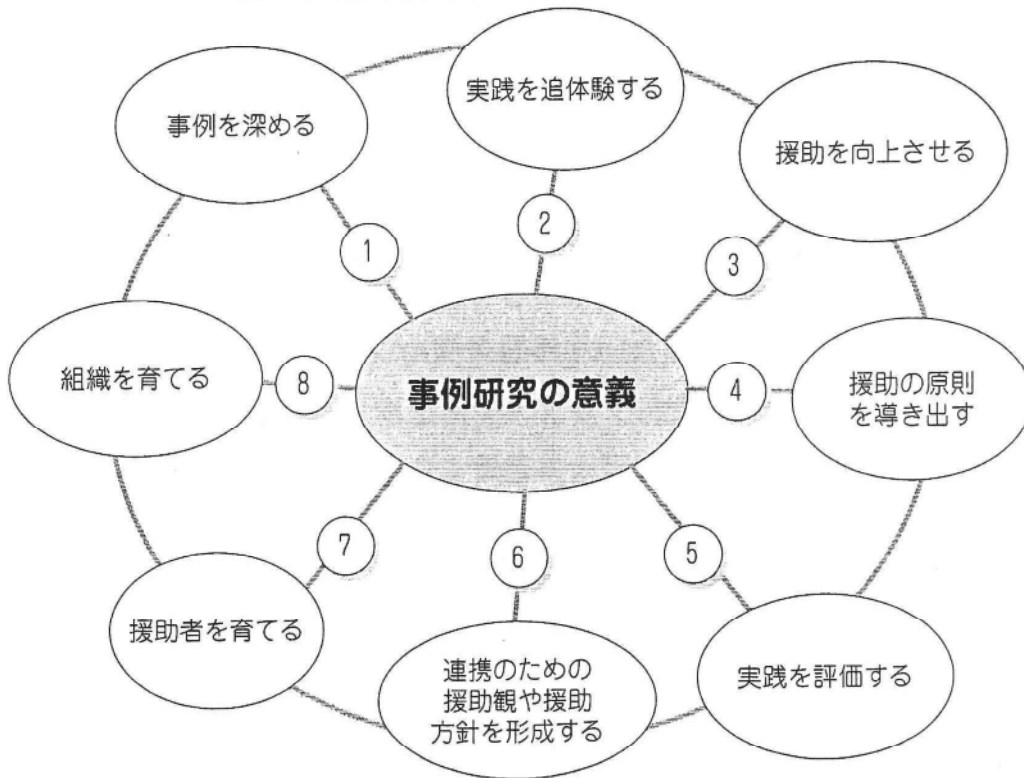 事例研究の意義
1
事例を深める
2
実践を追体験する
3
援助を向上させる
4
援助の原則
を導き出す
5
実践を評価する
6
連携のための
援助観や援助
方針を形成する
7
援助者を育てる
8
組織を育てる